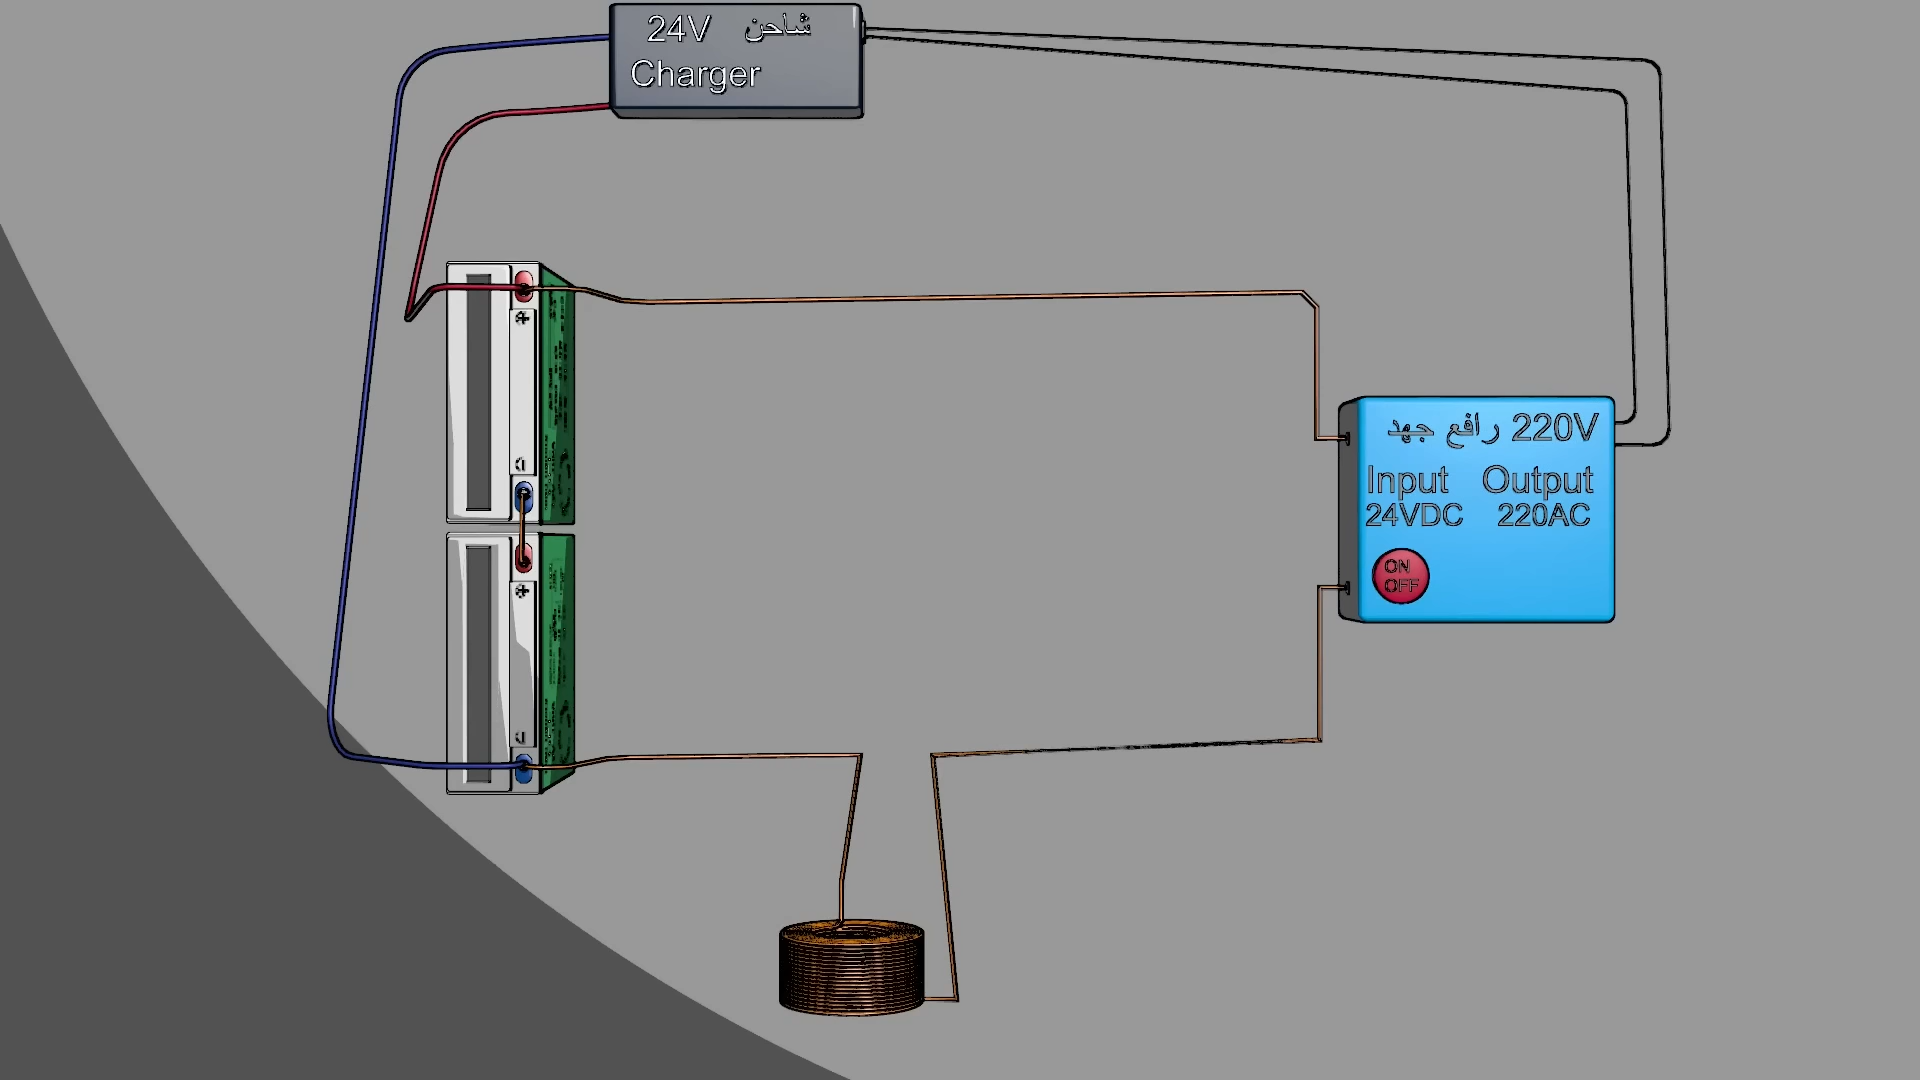 24V شاحن
Charger
رافع جهد 220V
Input Output
24VDC 220AC
ON
OFF
+
-
+
-